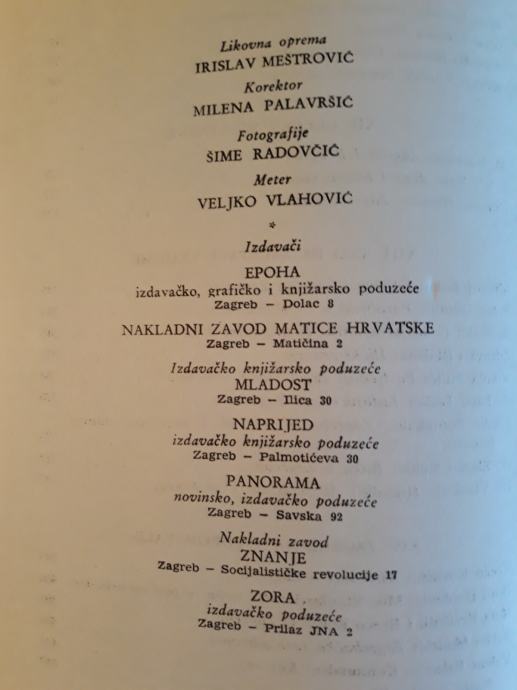 Likovna oprema
IRISLAV MEŠTROVIĆ
Korektor
MILENA PALAVRŠIĆ
Fotografije
ŠIME RADOVČIĆ
Meter
VELJKO VLAHOVIĆ
*
Izdavači
EPOHA
izdavačko, grafičko i knjižarsko poduzeće
Zagreb – Dolac 8
NAKLADNI ZAVOD MATICE HRVATSKE
Zagreb – Matičina 2
Izdavačko knjižarsko poduzeće
MLADOST
Zagreb – Ilica 30
NAPRIJED
izdavačko knjižarsko poduzeće
Zagreb – Palmotićeva 30
PANORAMA
novinsko, izdavačko poduzeće
Zagreb – Savska 92
Nakladni zavod
ZNANJE
Zagreb – Socijalističke revolucije 17
ZORA
izdavačko poduzeće
Zagreb – Prilaz JNA 2